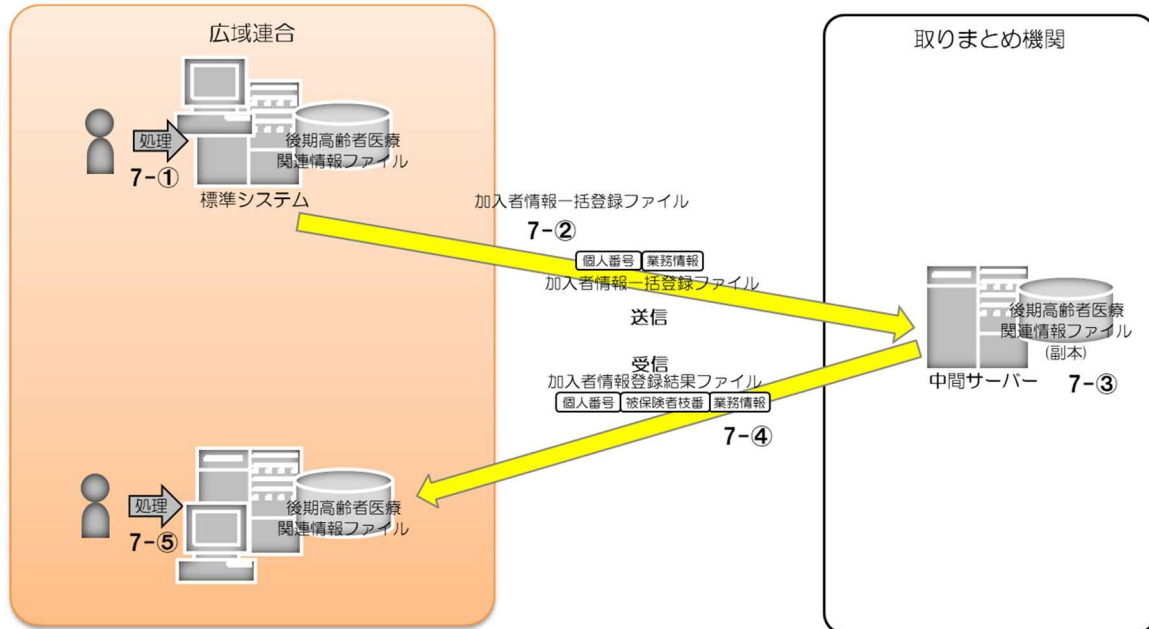 広域連合
処理
7-①
後期高齢者医療
関連情報ファイル
標準システム
加入者情報一括登録ファイル
7-②
個人番号 業務情報
加入者情報一括登録ファイル
送信
取りまとめ機関
後期高齢者医療
関連情報ファイル
(副本)
中間サーバー
7-③
受信
加入者情報登録結果ファイル
個人番号 被保険者枝番 業務情報
7-④
処理
7-⑤
後期高齢者医療
関連情報ファイル